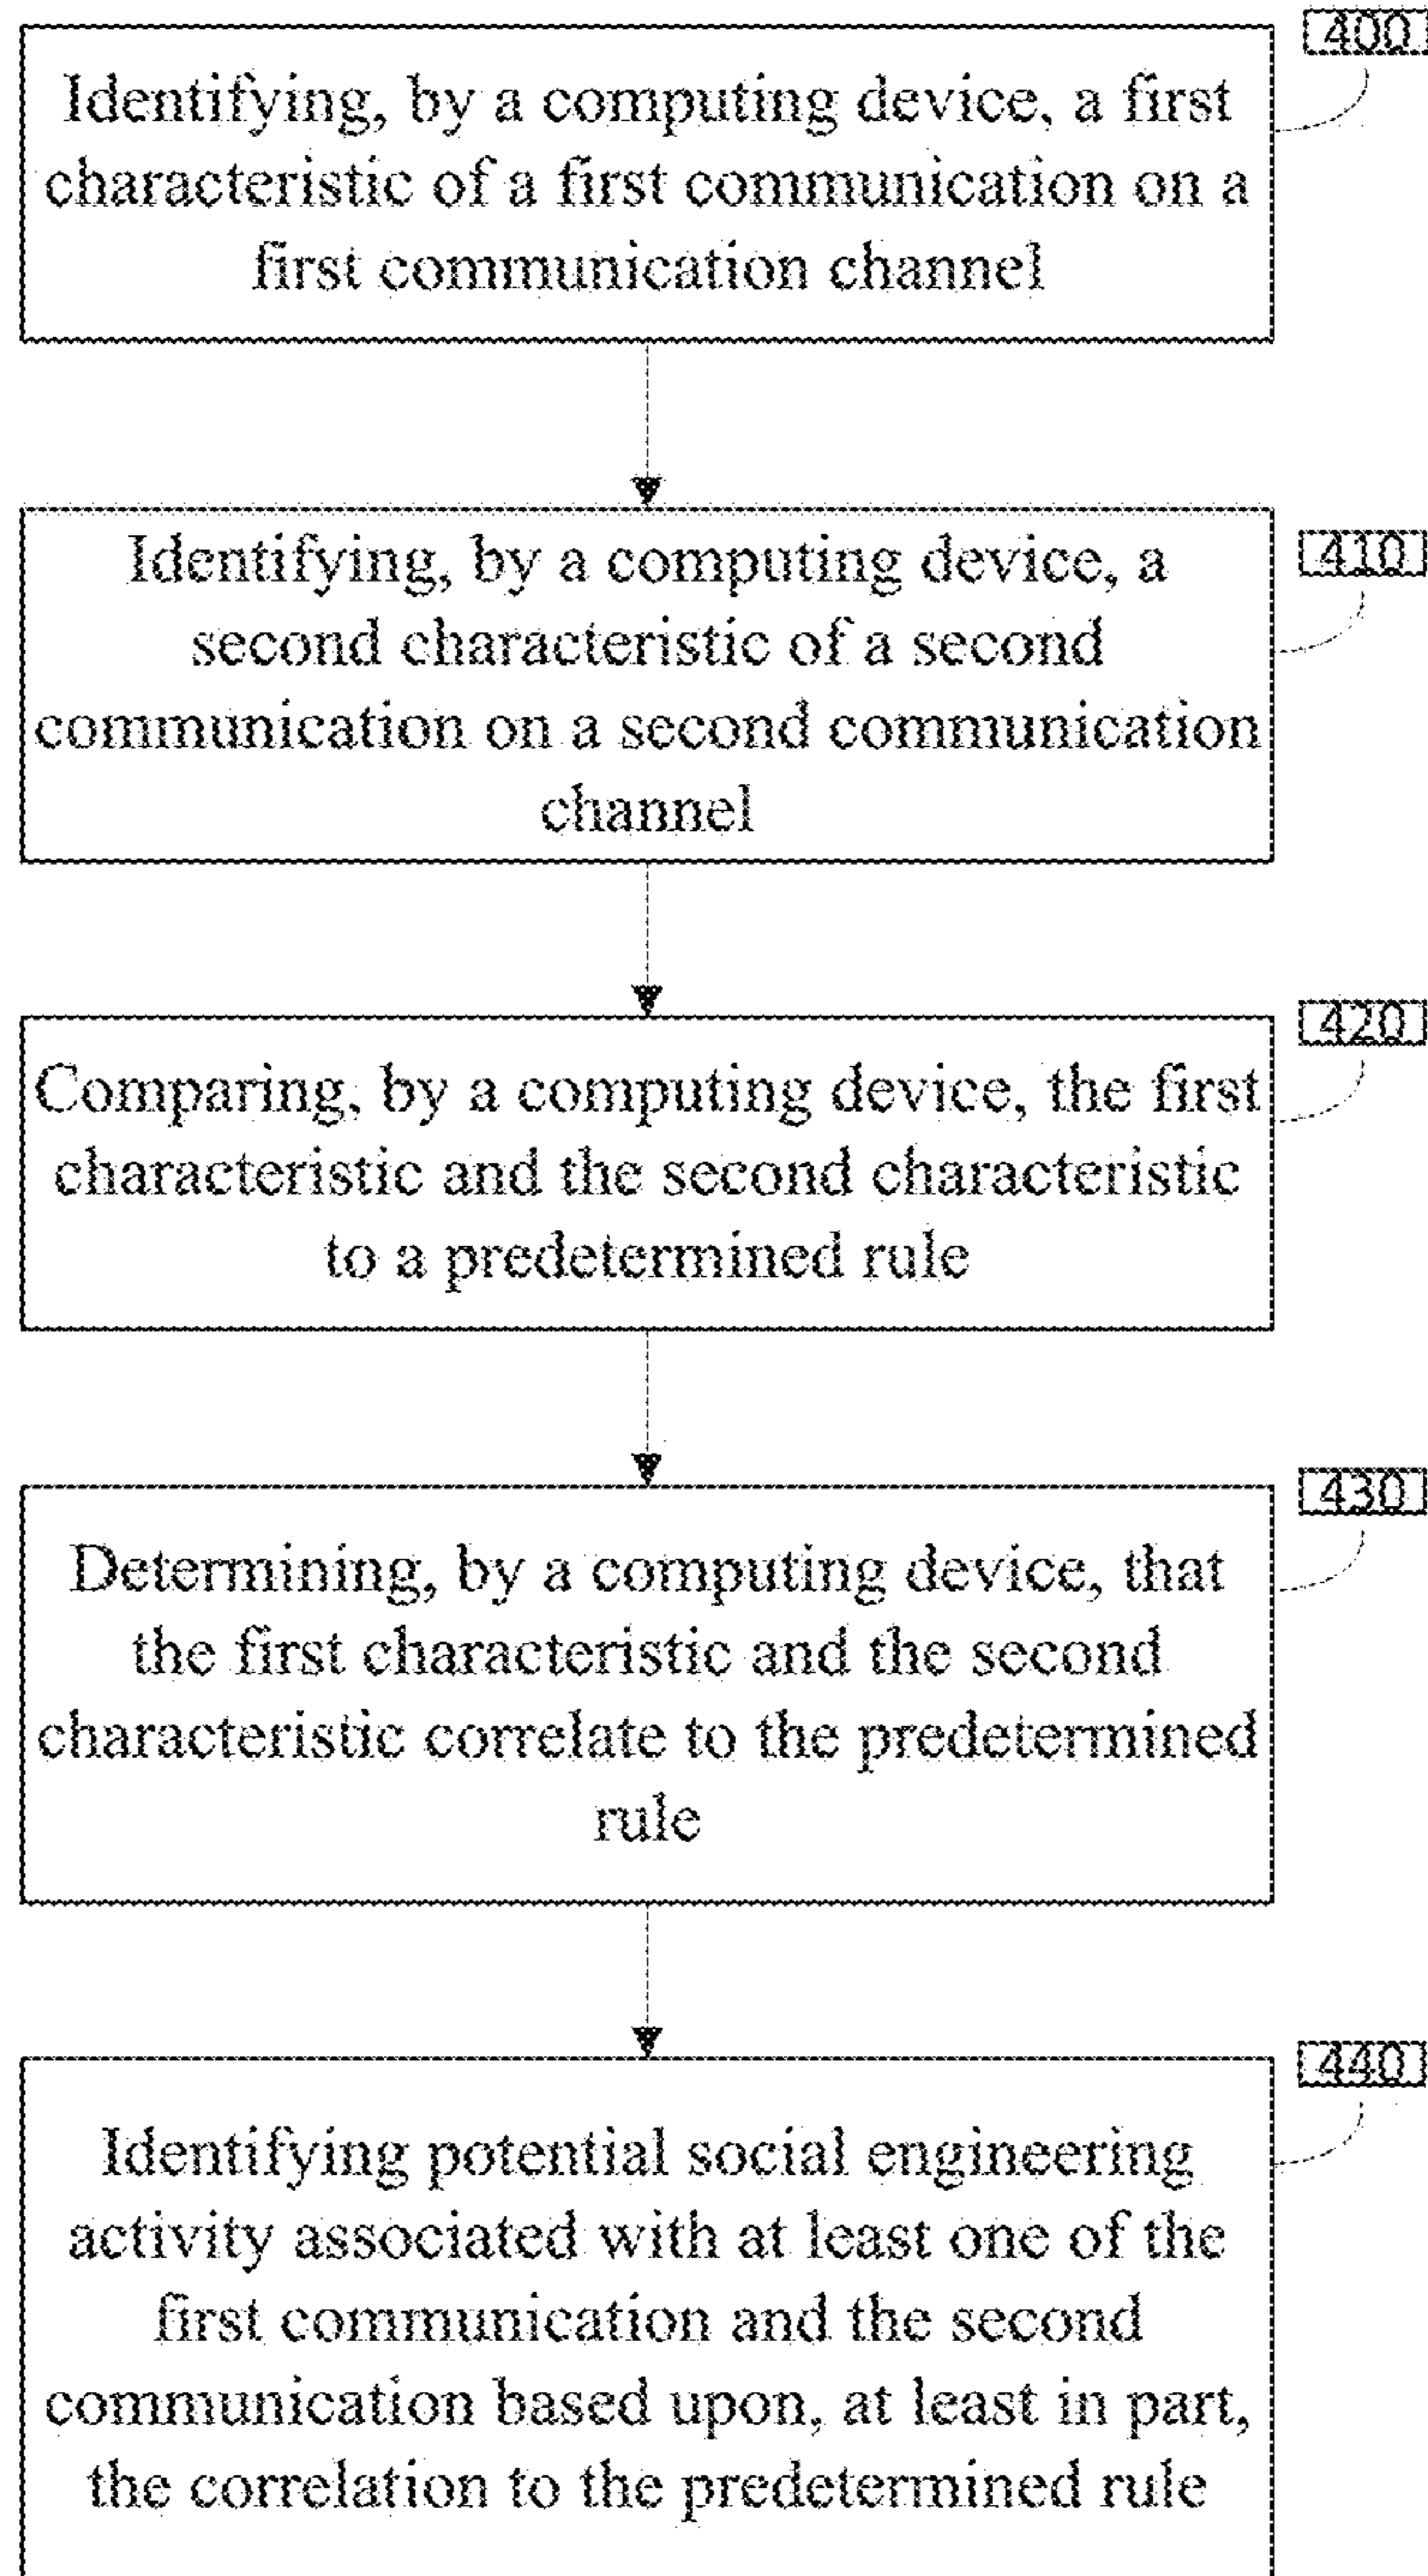 400
Identifying, by a computing device, a first
characteristic of a first communication on a
first communication channel
410
Identifying, by a computing device, a
second characteristic of a second
communication on a second communication
channel
420
Comparing, by a computing device, the first
characteristic and the second characteristic
to a predetermined rule
430
Determining, by a computing device, that
the first characteristic and the second
characteristic correlate to the predetermined
rule
440
Identifying potential social engineering
activity associated with at least one of the
first communication and the second
communication based upon, at least in part,
the correlation to the predetermined rule